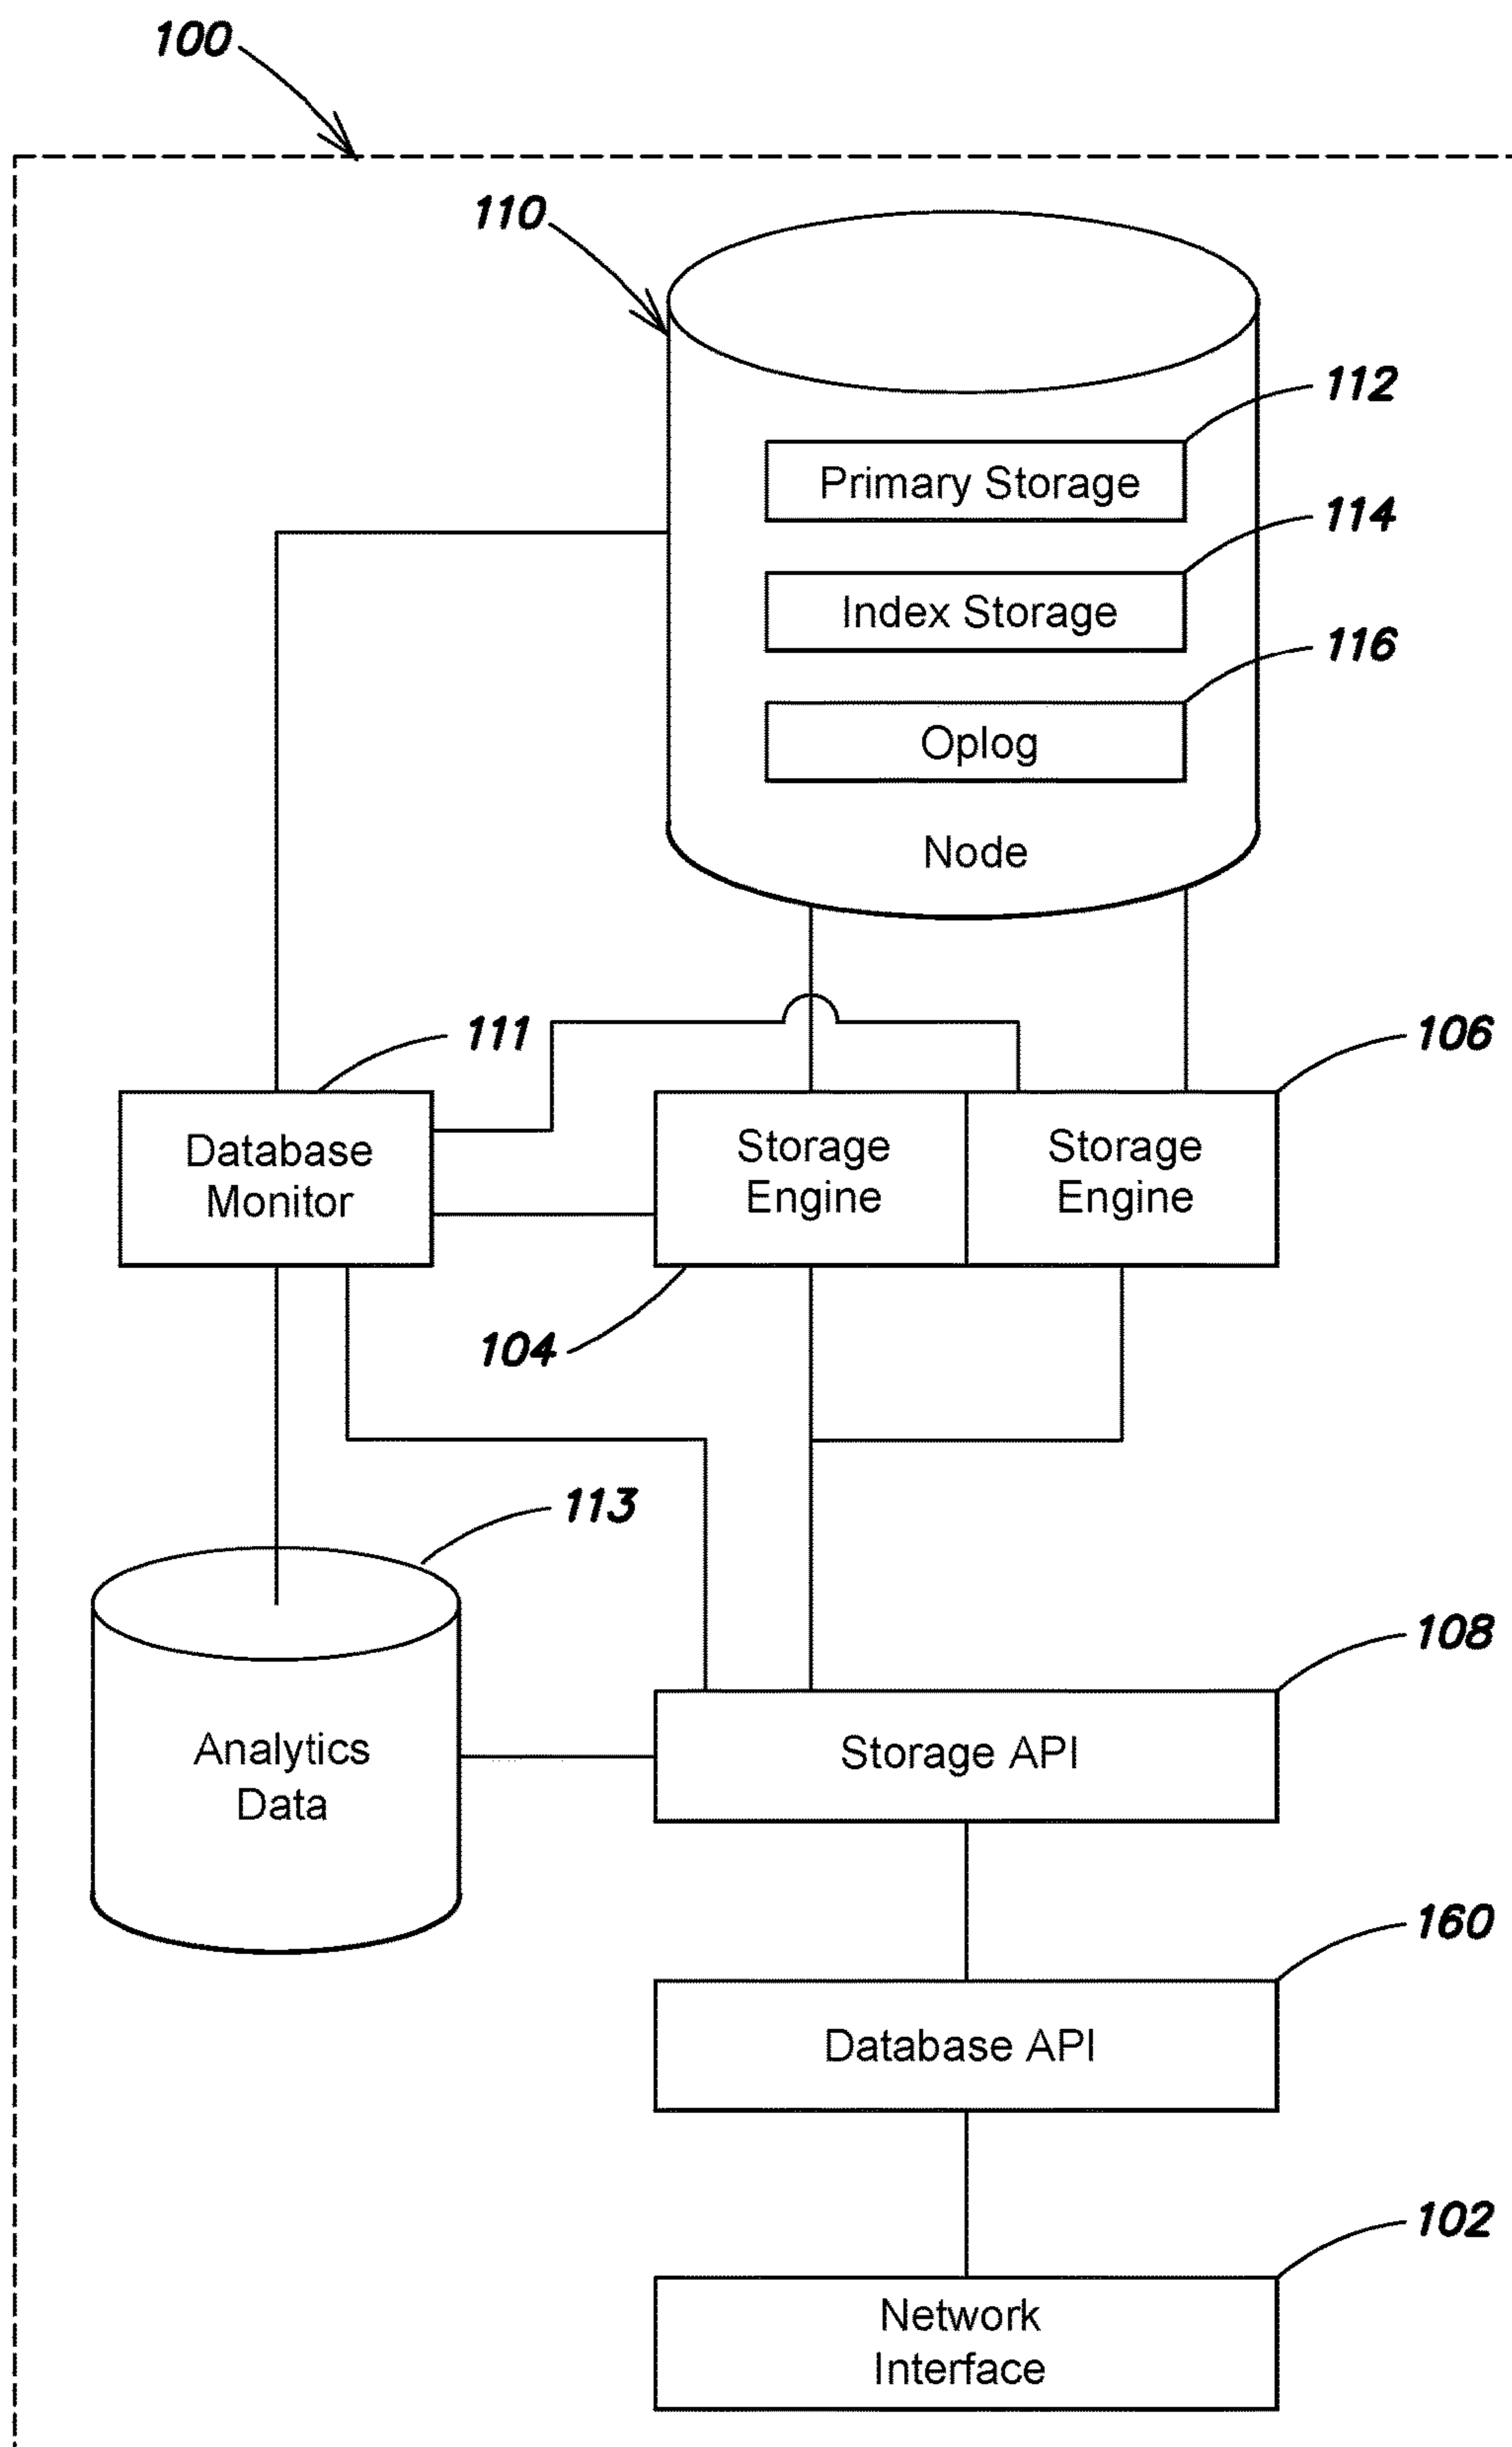 100
110
112
Primary Storage
114
Index Storage
116
Oplog
Node
111
106
Database
Monitor
Storage
Engine
Storage
Engine
104
113
Analytics
Data
108
Storage API
160
Database API
102
Network
Interface